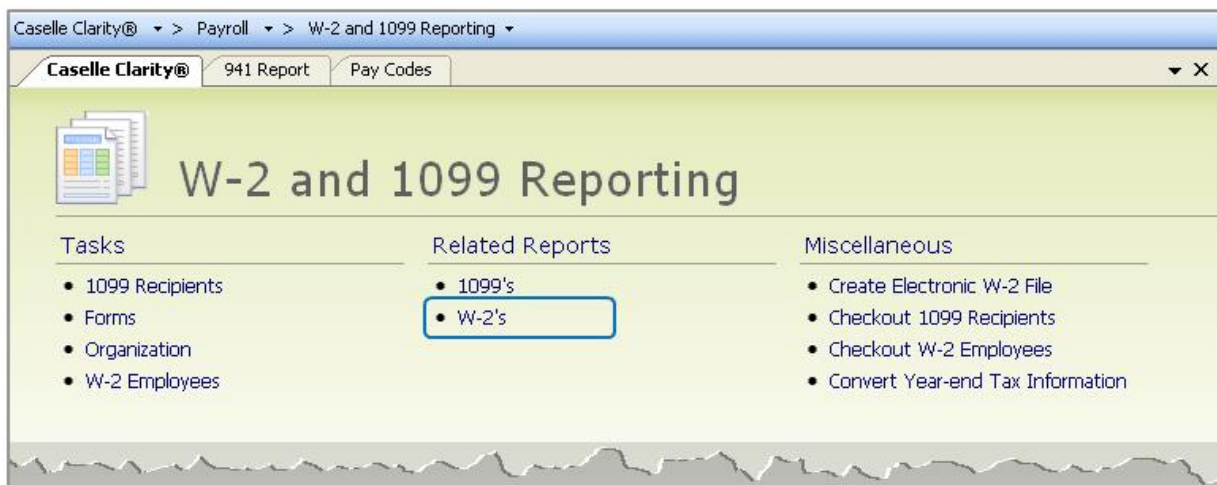 Caselle Clarity® > Payroll > W-2 and 1099 Reporting
Caselle Clarity® 941 Report Pay Codes
W-2 and 1099 Reporting
Tasks
1099 Recipients
Forms
Organization
W-2 Employees
Related Reports
1099's
W-2's
Miscellaneous
Create Electronic W-2 File
Checkout 1099 Recipients
Checkout W-2 Employees
Convert Year-end Tax Information